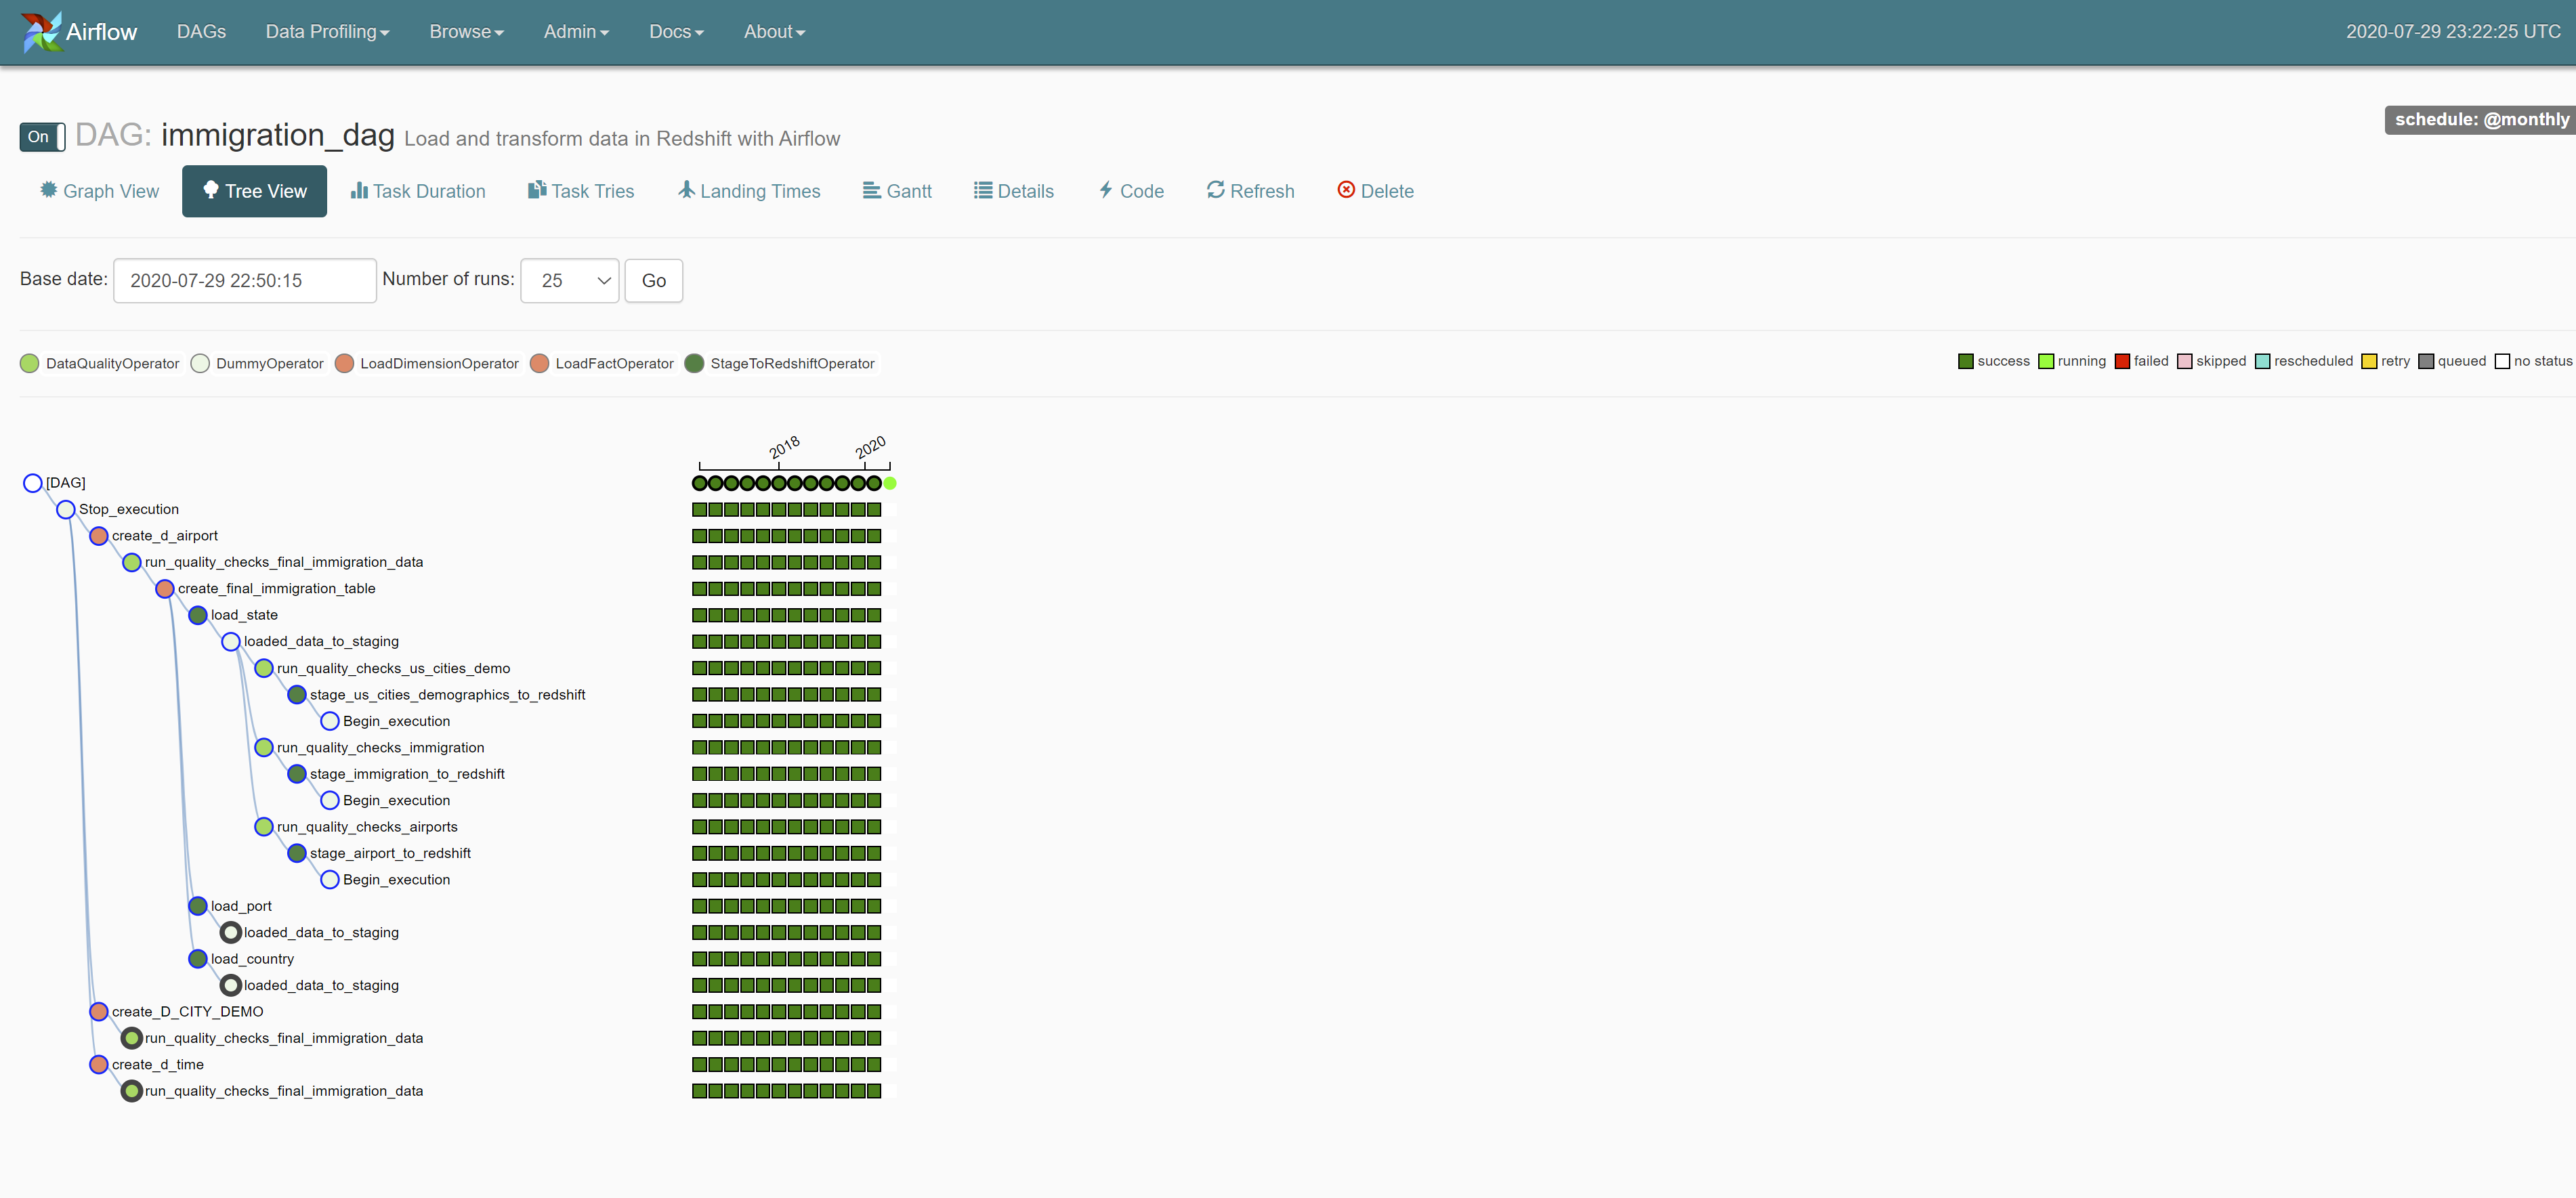 Airflow DAGs Data Profiling Browse Admin Docs About 2020-07-29 23:22:25 UTC
schedule: @monthly
On DAG: immigration_dag Load and transform data in Redshift with Airflow
Graph View Tree View Task Duration Task Tries Landing Times Gantt Details Code Refresh Delete
Base date: 2020-07-29 22:50:15 Number of runs: 25 Go
DataQualityOperator DummyOperator LoadDimensionOperator LoadFactOperator StageToRedshiftOperator success running failed skipped rescheduled retry queued no status
2018 2020
[DAG]
Stop_execution
create_d_airport
run_quality_checks_final_immigration_data
create_final_immigration_table
load_state
loaded_data_to_staging
run_quality_checks_us_cities_demo
stage_us_cities_demographics_to_redshift
Begin_execution
run_quality_checks_immigration
stage_immigration_to_redshift
Begin_execution
run_quality_checks_airports
stage_airport_to_redshift
Begin_execution
load_port
loaded_data_to_staging
load_country
loaded_data_to_staging
create_D_CITY_DEMO
run_quality_checks_final_immigration_data
create_d_time
run_quality_checks_final_immigration_data